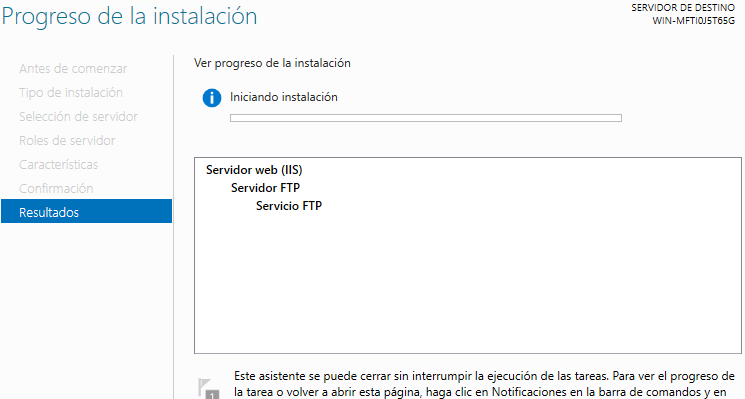 Progreso de la instalación
SERVIDOR DE DESTINO
WIN-MFTI0J5T65G
Antes de comenzar
Tipo de instalación
Selección de servidor
Roles de servidor
Características
Confirmación
Resultados
Ver progreso de la instalación
Iniciando instalación
Servidor web (IIS)
Servidor FTP
Servicio FTP
1
Este asistente se puede cerrar sin interrumpir la ejecución de las tareas. Para ver el progreso de
la tarea o volver a abrir esta página, haga clic en Notificaciones en la barra de comandos y en